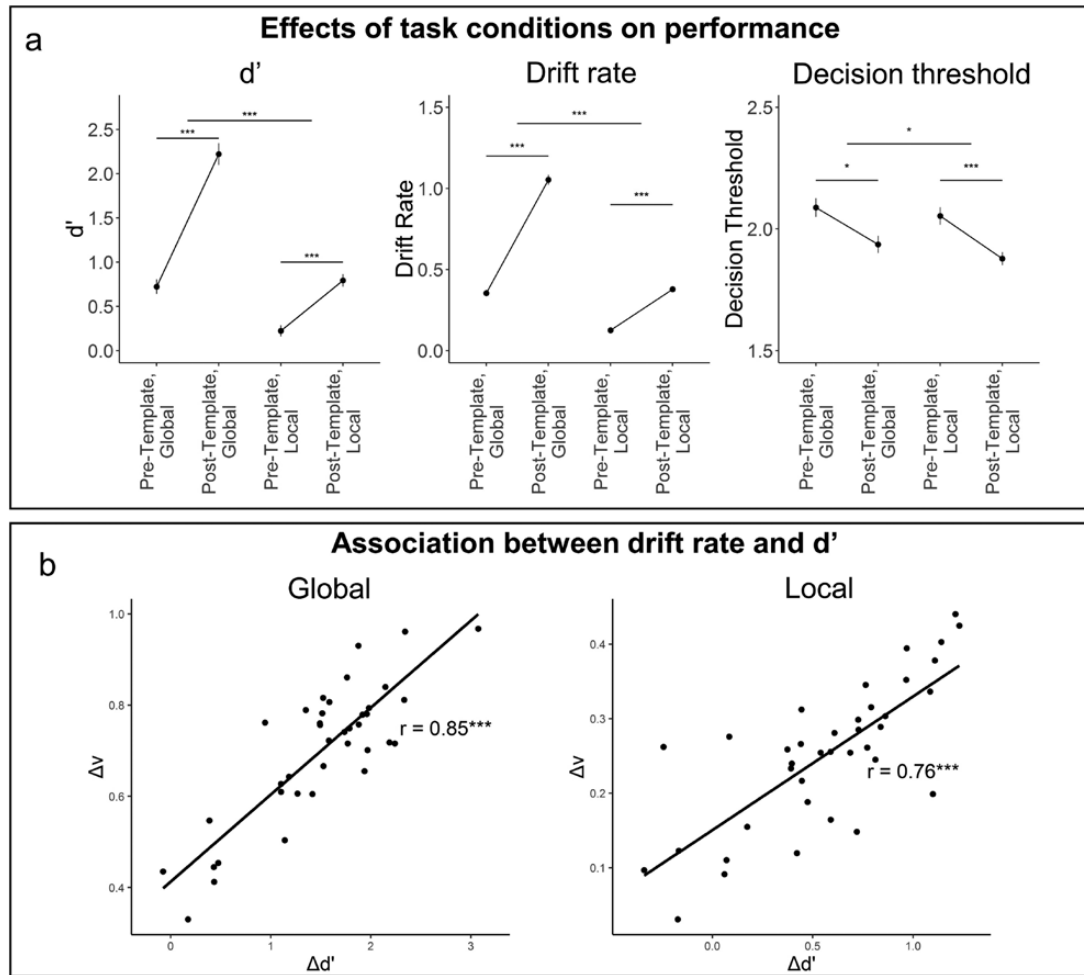 a
Effects of task conditions on performance
d’
d'
2.5
2.0
1.5
1.0
0.5
0.0
***
***
***
Pre-Template,
Global
Post-Template,
Global
Pre-Template,
Local
Post-Template,
Local
Drift rate
Drift Rate
1.5
1.0
0.5
0.0
***
***
***
Pre-Template,
Global
Post-Template,
Global
Pre-Template,
Local
Post-Template,
Local
Decision threshold
Decision Threshold
2.5
2.0
1.5
*
*
***
Pre-Template,
Global
Post-Template,
Global
Pre-Template,
Local
Post-Template,
Local
b
Association between drift rate and d’
Global
Δv
1.0
0.8
0.6
0.4
r = 0.85***
0
1
2
3
Δd'
Local
Δv
0.4
0.3
0.2
0.1
r = 0.76***
0.0
0.5
1.0
Δd'